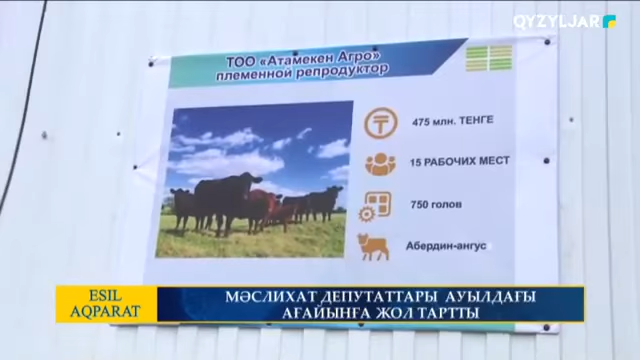 QYZYLJAR
ТОО «Атамекен Агро»
племенной репродуктор
475 млн. ТЕНГЕ
15 РАБОЧИХ МЕСТ
750 голов
Абердин-ангус
ESIL
AQPARAT
МӘСЛИХАТ ДЕПУТАТТАРЫ АУЫЛДАҒЫ
АҒАЙЫНҒА ЖОЛ ТАРТТЫ